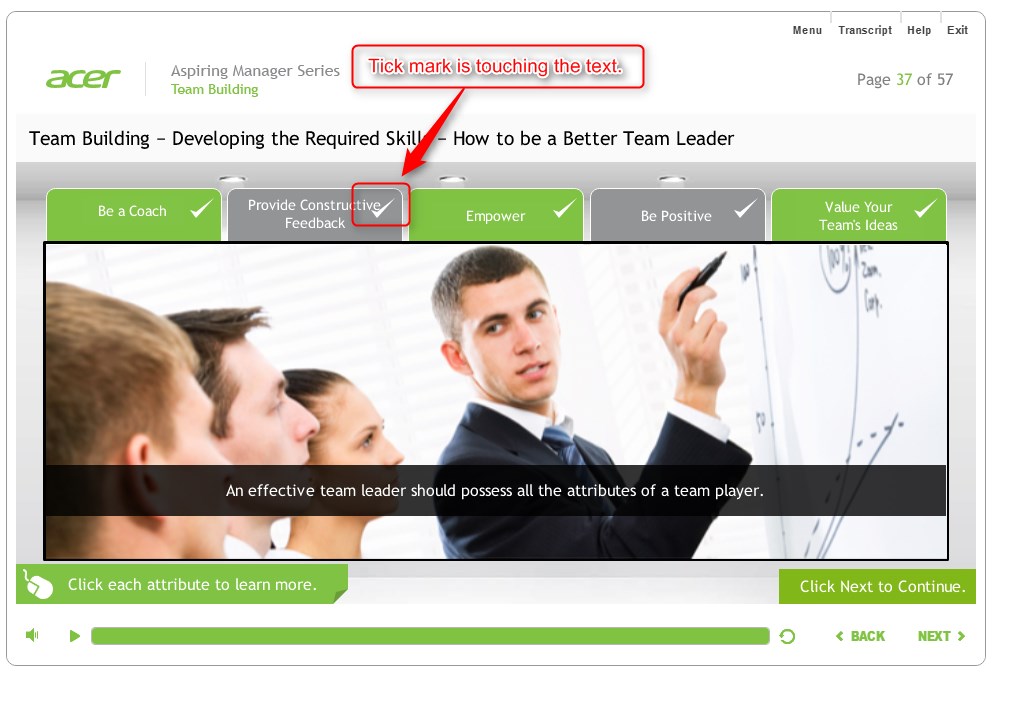 Menu
Transcript
Help
Exit
acer
Aspiring Manager Series
Team Building
Tick mark is touching the text.
Page 37 of 57
Team Building – Developing the Required Skills – How to be a Better Team Leader
Be a Coach
Provide Constructive
Feedback
Empower
Be Positive
Value Your
Team's Ideas
100%
An effective team leader should possess all the attributes of a team player.
Click each attribute to learn more.
Click Next to Continue.
BACK
NEXT